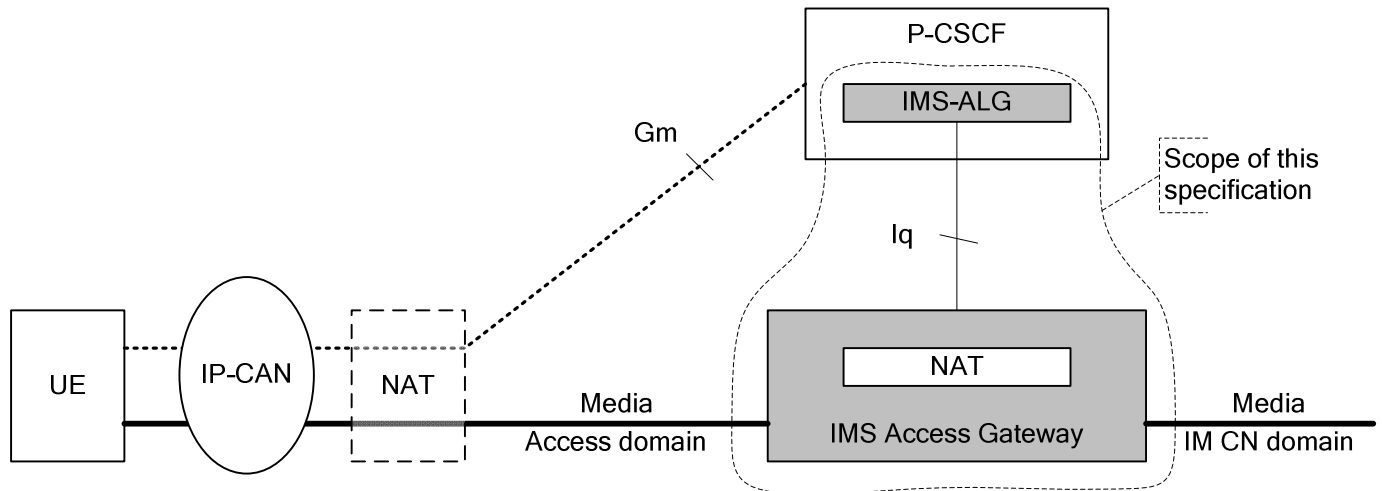 P-CSCF
IMS-ALG
Gm
Scope of this
specification
Iq
UE
IP-CAN
NAT
NAT
Media
Access domain
IMS Access Gateway
Media
IM CN domain